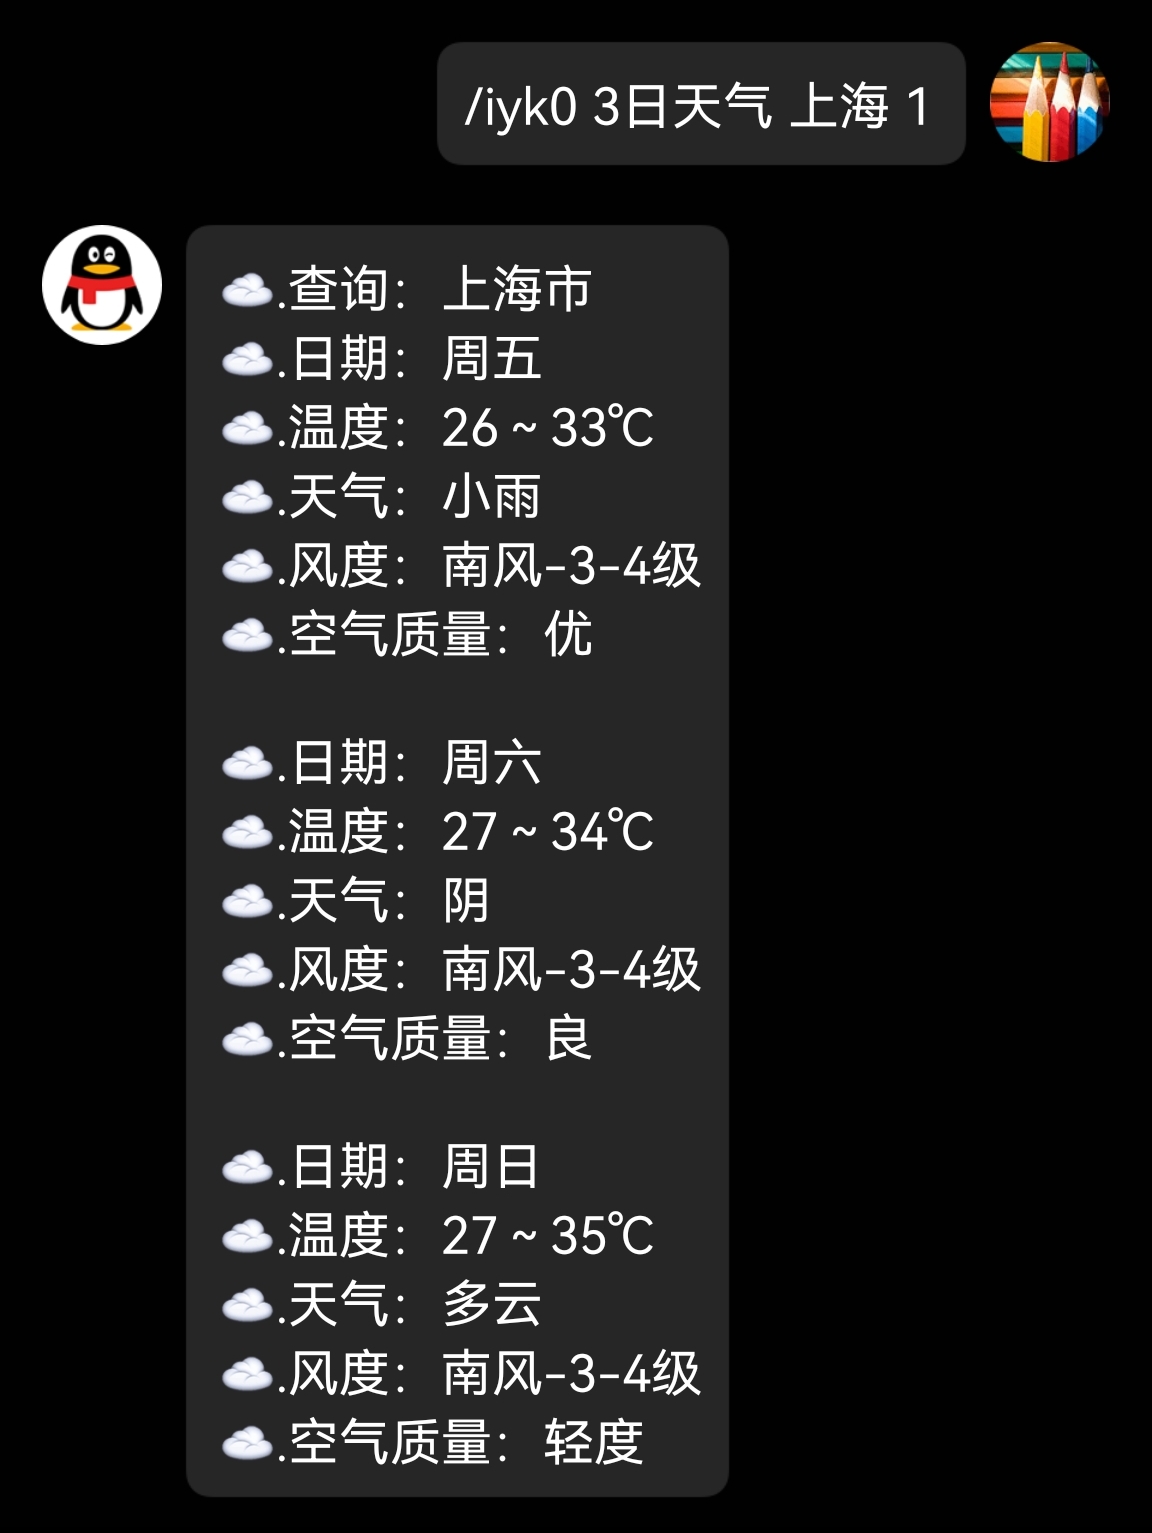 /iyk0 3日天气 上海 1
☁️.查询：上海市
☁️.日期：周五
☁️.温度：26 ~ 33℃
☁️.天气：小雨
☁️.风度：南风-3-4级
☁️.空气质量：优
☁️.日期：周六
☁️.温度：27 ~ 34℃
☁️.天气：阴
☁️.风度：南风-3-4级
☁️.空气质量：良
☁️.日期：周日
☁️.温度：27 ~ 35℃
☁️.天气：多云
☁️.风度：南风-3-4级
☁️.空气质量：轻度